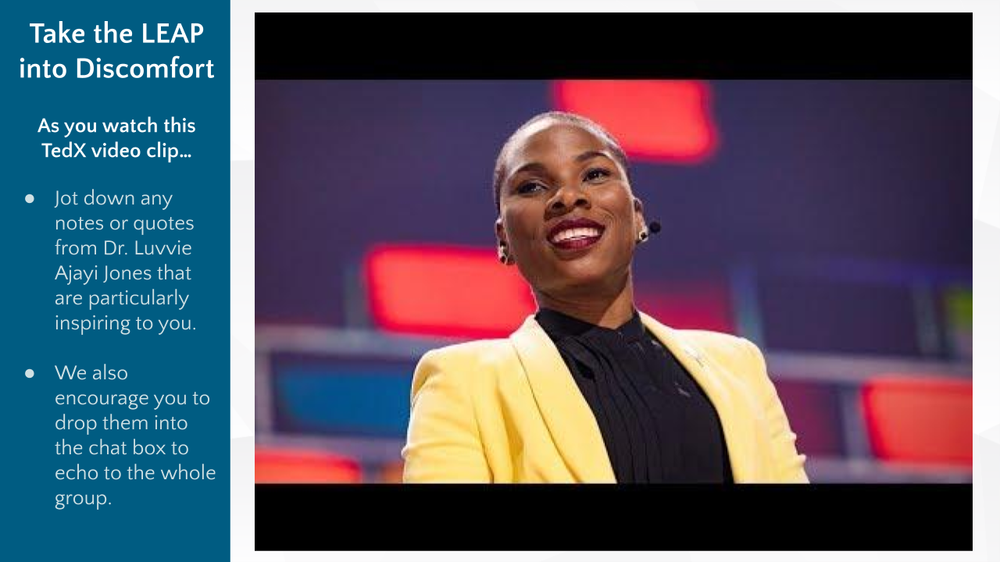 Take the LEAP
into Discomfort
As you watch this
TedX video clip...
● Jot down any
notes or quotes
from Dr. Luvvie
Ajayi Jones that
are particularly
inspiring to you.
● We also
encourage you to
drop them into
the chat box to
echo to the whole
group.